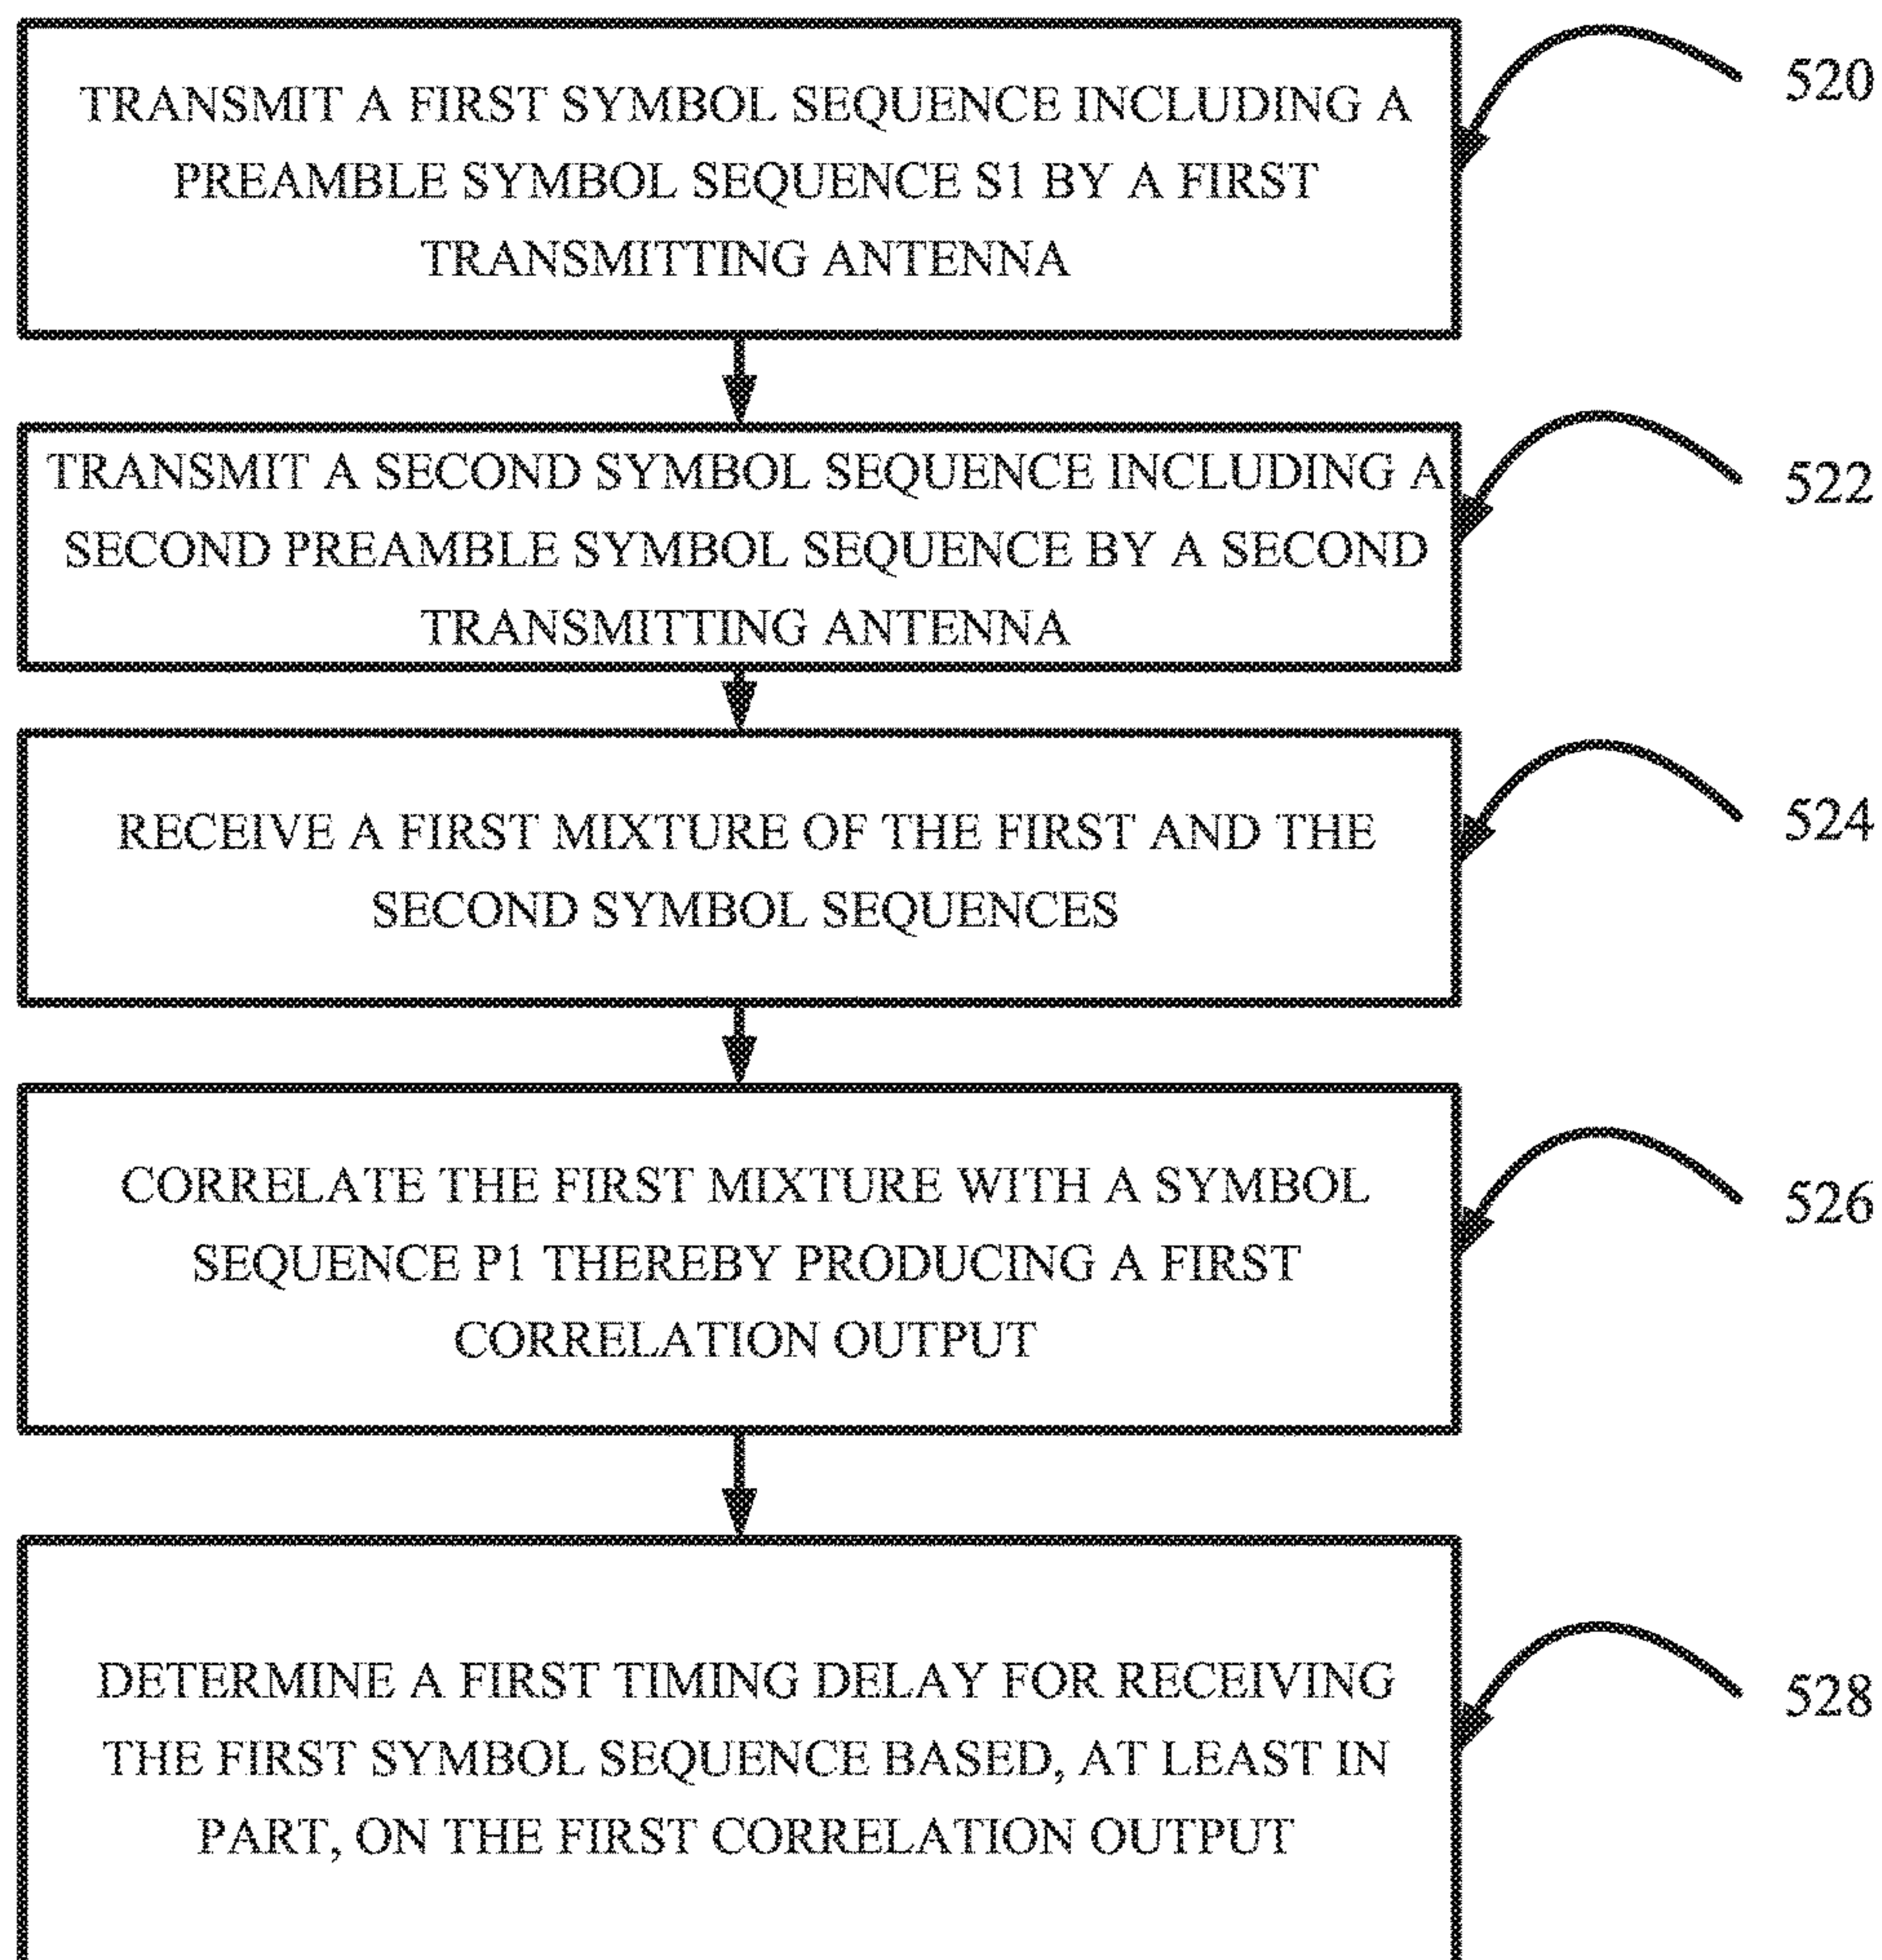 TRANSMIT A FIRST SYMBOL SEQUENCE INCLUDING A
PREAMBLE SYMBOL SEQUENCE S1 BY A FIRST
TRANSMITTING ANTENNA
520
TRANSMIT A SECOND SYMBOL SEQUENCE INCLUDING A
SECOND PREAMBLE SYMBOL SEQUENCE BY A SECOND
TRANSMITTING ANTENNA
522
RECEIVE A FIRST MIXTURE OF THE FIRST AND THE
SECOND SYMBOL SEQUENCES
524
CORRELATE THE FIRST MIXTURE WITH A SYMBOL
SEQUENCE P1 THEREBY PRODUCING A FIRST
CORRELATION OUTPUT
526
DETERMINE A FIRST TIMING DELAY FOR RECEIVING
THE FIRST SYMBOL SEQUENCE BASED, AT LEAST IN
PART, ON THE FIRST CORRELATION OUTPUT
528